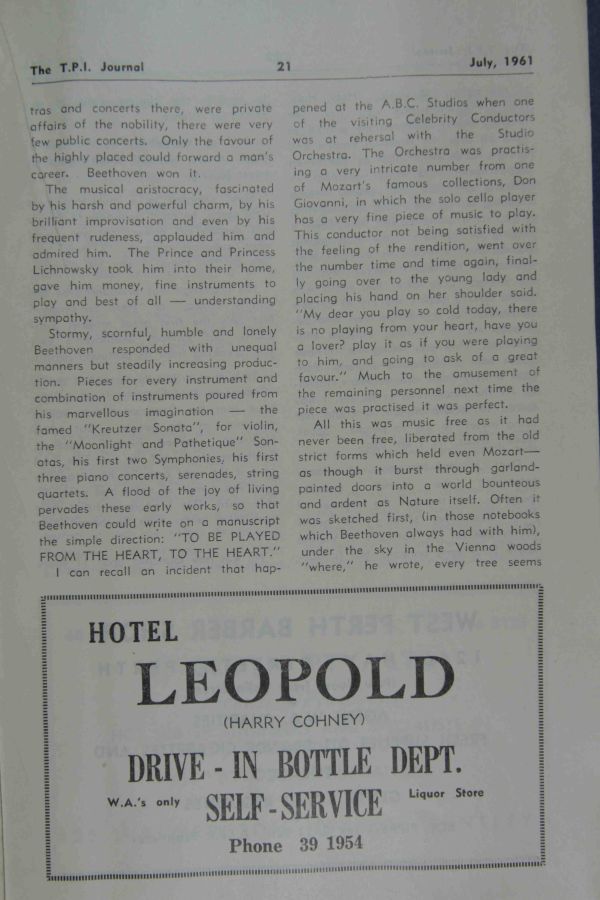 The T.P.I. Journal 21 July, 1961
tras and concerts there, were private
affairs of the nobility, there were very
few public concerts. Only the favour of
the highly placed could forward a man's
career. Beethoven won it.
The musical aristocracy, fascinated
by his harsh and powerful charm, by his
brilliant improvisation and even by his
frequent rudeness, applauded him and
admired him. The Prince and Princess
Lichnowsky took him into their home,
gave him money, fine instruments to
play and best of all — understanding
sympathy.
Stormy, scornful, humble and lonely
Beethoven responded with unequal
manners but steadily increasing produc-
tion. Pieces for every instrument and
combination of instruments poured from
his marvellous imagination — the
famed "Kreutzer Sonata", for violin,
the "Moonlight and Pathetique" Son-
atas, his first two Symphonies, his first
three piano concerts, serenades, string
quartets. A flood of the joy of living
pervades these early works, so that
Beethoven could write on a manuscript
the simple direction: "TO BE PLAYED
FROM THE HEART, TO THE HEART."
I can recall an incident that hap-
pened at the A.B.C. Studios when one
of the visiting Celebrity Conductors
was at rehersal with the Studio
Orchestra. The Orchestra was practis-
ing a very intricate number from one
of Mozart's famous collections, Don
Giovanni, in which the solo cello player
has a very fine piece of music to play.
This conductor not being satisfied with
the feeling of the rendition, went over
the number time and time again, final-
ly going over to the young lady and
placing his hand on her shoulder said.
"My dear you play so cold today, there
is no playing from your heart, have you
a lover? play it as if you were playing
to him, and going to ask of a great
favour." Much to the amusement of
the remaining personnel next time the
piece was practised it was perfect.
All this was music free as it had
never been free, liberated from the old
strict forms which held even Mozart—
as though it burst through garland-
painted doors into a world bounteous
and ardent as Nature itself. Often it
was sketched first, (in those notebooks
which Beethoven always had with him),
under the sky in the Vienna woods
"where," he wrote, every tree seems
HOTEL
LEOPOLD
(HARRY COHNEY)
DRIVE - IN BOTTLE DEPT.
W.A.'s only SELF-SERVICE Liquor Store
Phone 39 1954